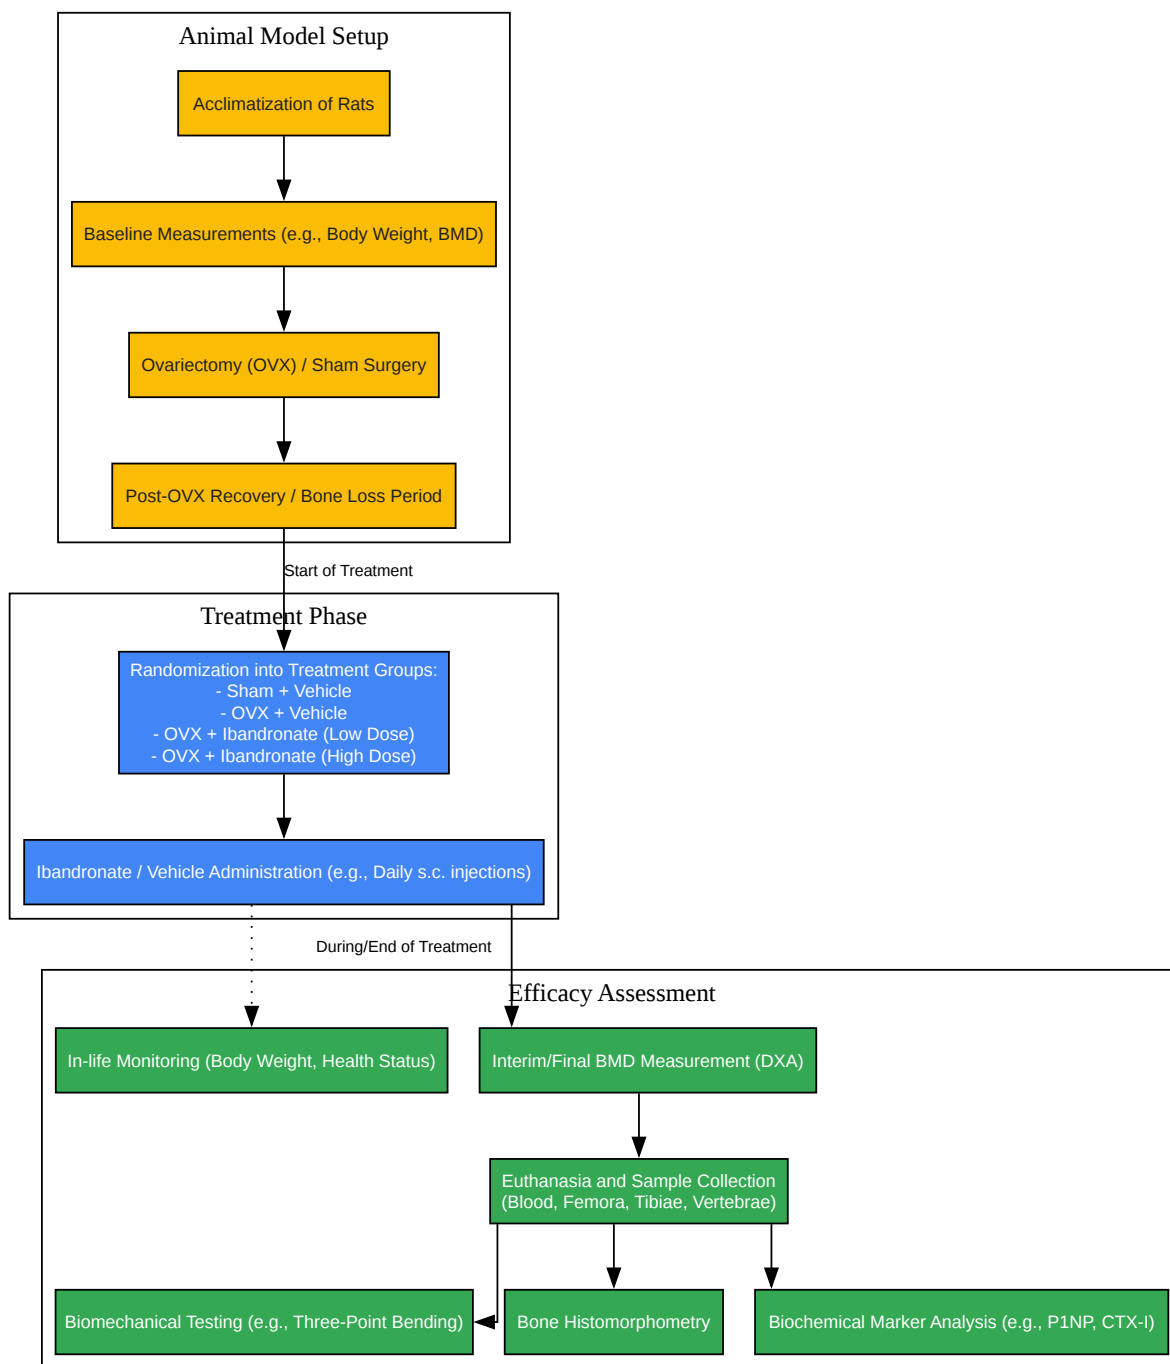 Animal Model Setup
Acclimatization of Rats
Baseline Measurements (e.g., Body Weight, BMD)
Ovariectomy (OVX) / Sham Surgery
Post-OVX Recovery / Bone Loss Period
Start of Treatment
Treatment Phase
Randomization into Treatment Groups:
- Sham + Vehicle
- OVX + Vehicle
- OVX + Ibandronate (Low Dose)
- OVX + Ibandronate (High Dose)
Ibandronate / Vehicle Administration (e.g., Daily s.c. injections)
During/End of Treatment
Efficacy Assessment
In-life Monitoring (Body Weight, Health Status)
Interim/Final BMD Measurement (DXA)
Euthanasia and Sample Collection
(Blood, Femora, Tibiae, Vertebrae)
Biomechanical Testing (e.g., Three-Point Bending)
Bone Histomorphometry
Biochemical Marker Analysis (e.g., P1NP, CTX-I)